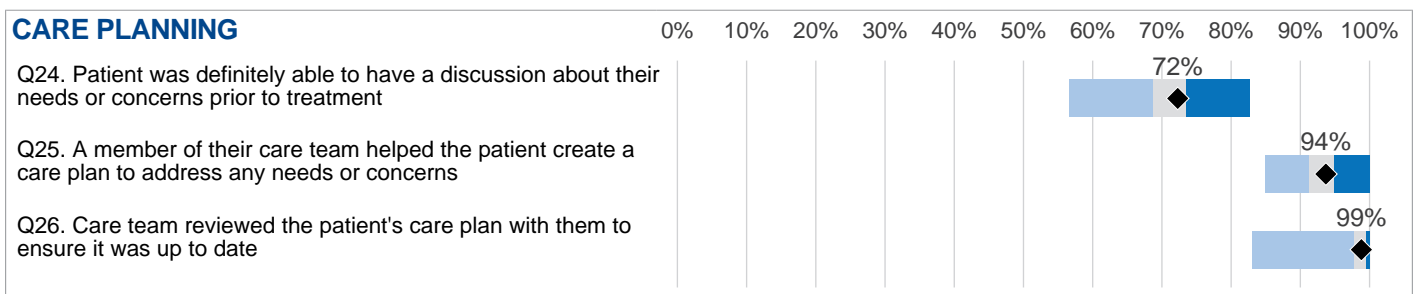 CARE PLANNING 0% 10% 20% 30% 40% 50% 60% 70% 80% 90% 100%
Q24. Patient was definitely able to have a discussion about their
needs or concerns prior to treatment
72%
Q25. A member of their care team helped the patient create a
care plan to address any needs or concerns
94%
Q26. Care team reviewed the patient's care plan with them to
ensure it was up to date
99%